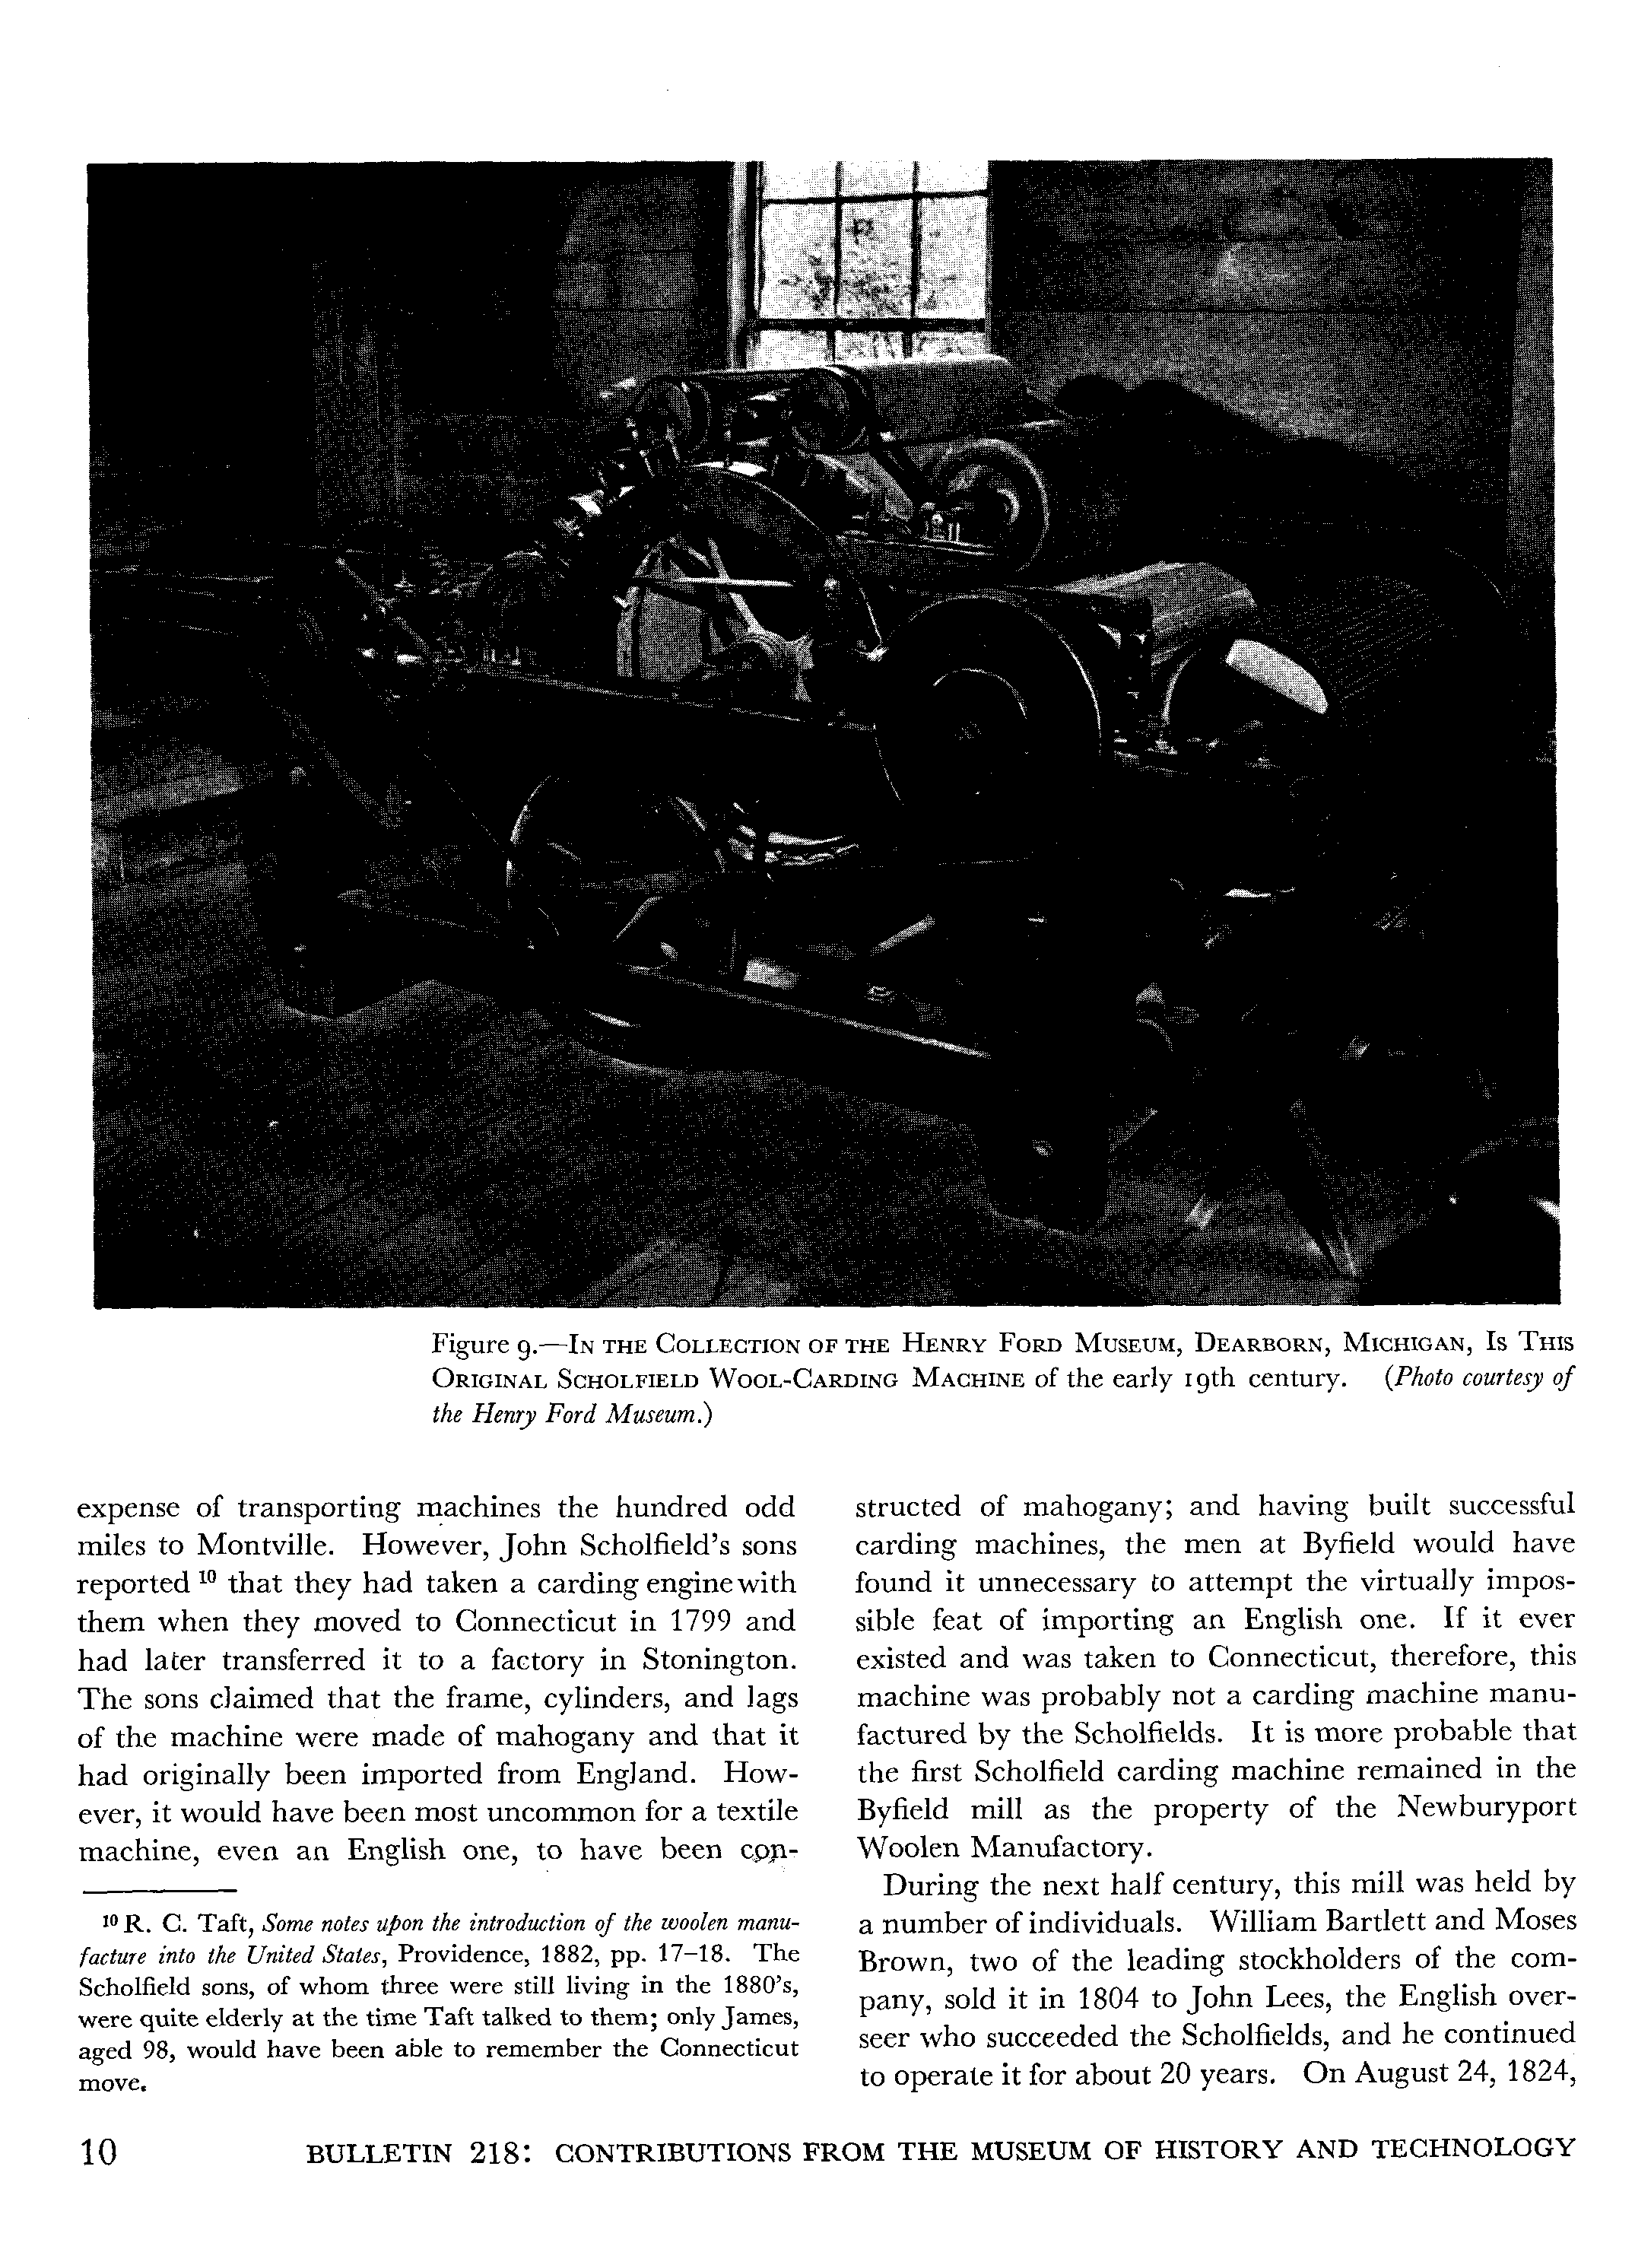 Figure 9.—In the Collection of the Henry Ford Museum, Dearborn, Michigan, Is This
Original Scholfield Wool-Carding Machine of the early 19th century. (Photo courtesy of
the Henry Ford Museum.)
expense of transporting machines the hundred odd
miles to Montville. However, John Scholfield's sons
reported 10 that they had taken a carding engine with
them when they moved to Connecticut in 1799 and
had later transferred it to a factory in Stonington.
The sons claimed that the frame, cylinders, and lags
of the machine were made of mahogany and that it
had originally been imported from England. How-
ever, it would have been most uncommon for a textile
machine, even an English one, to have been con-
10 R. C. Taft, Some notes upon the introduction of the woolen manu-
facture into the United States, Providence, 1882, pp. 17–18. The
Scholfield sons, of whom three were still living in the 1880's,
were quite elderly at the time Taft talked to them; only James,
aged 98, would have been able to remember the Connecticut
move.
structed of mahogany; and having built successful
carding machines, the men at Byfield would have
found it unnecessary to attempt the virtually impos-
sible feat of importing an English one. If it ever
existed and was taken to Connecticut, therefore, this
machine was probably not a carding machine manu-
factured by the Scholfields. It is more probable that
the first Scholfield carding machine remained in the
Byfield mill as the property of the Newburyport
Woolen Manufactory.
During the next half century, this mill was held by
a number of individuals. William Bartlett and Moses
Brown, two of the leading stockholders of the com-
pany, sold it in 1804 to John Lees, the English over-
seer who succeeded the Scholfields, and he continued
to operate it for about 20 years. On August 24, 1824,
10 BULLETIN 218: CONTRIBUTIONS FROM THE MUSEUM OF HISTORY AND TECHNOLOGY